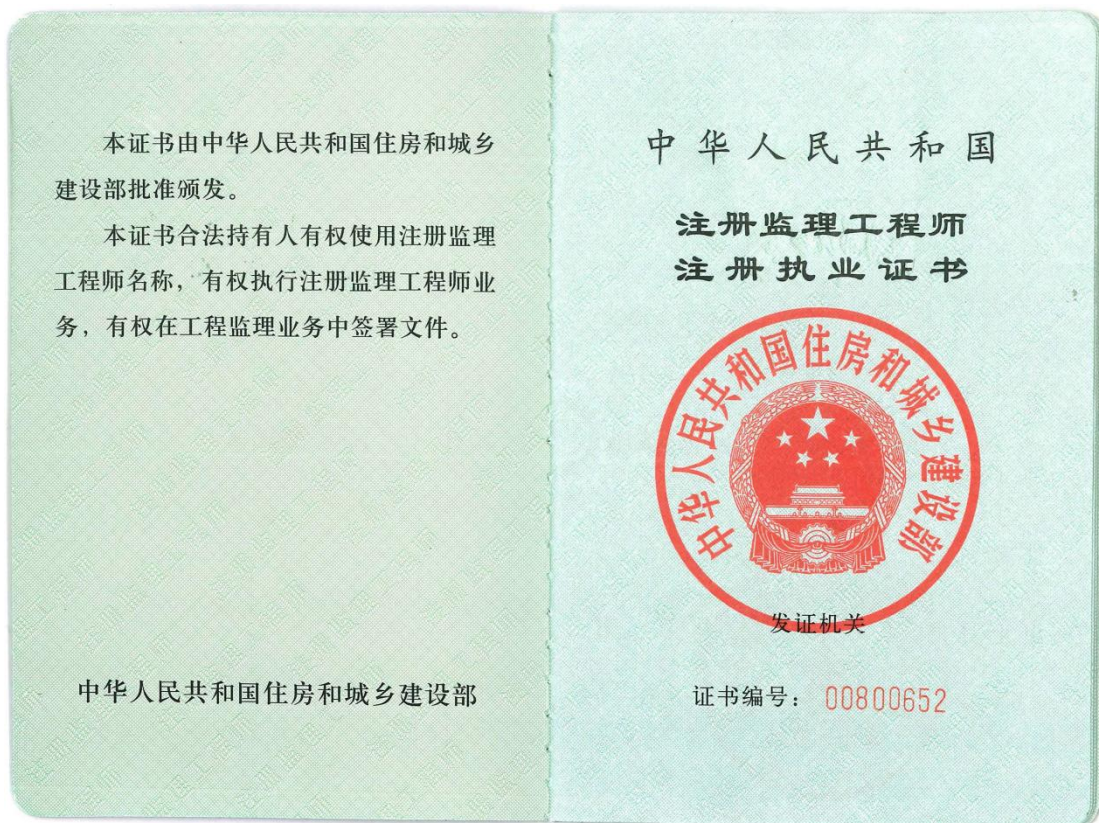 本证书由中华人民共和国住房和城乡
建设部批准颁发。
本证书合法持有人有权使用注册监理
工程师名称，有权执行注册监理工程师业
务，有权在工程监理业务中签署文件。
中华人民共和国住房和城乡建设部
中华人民共和国
注册监理工程师
注册执业证书
中华人民共和国住房和城乡建设部
发证机关
证书编号：00800652